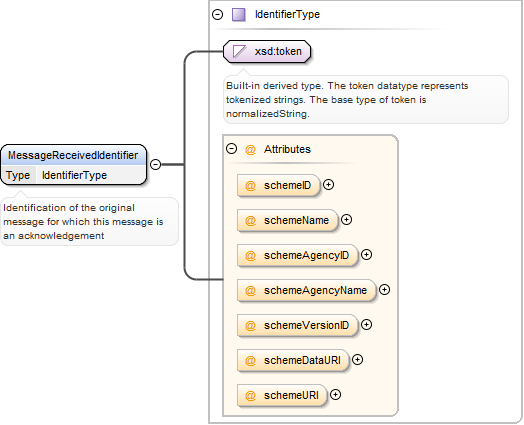 IdentifierType
xsd:token
Built-in derived type. The token datatype represents
tokenized strings. The base type of token is
normalizedString.
MessageReceivedIdentifier
Type IdentifierType
Identification of the original
message for which this message is
an acknowledgement
@ Attributes
@ schemeID
@ schemeName
@ schemeAgencyID
@ schemeAgencyName
@ schemeVersionID
@ schemeDataURI
@ schemeURI